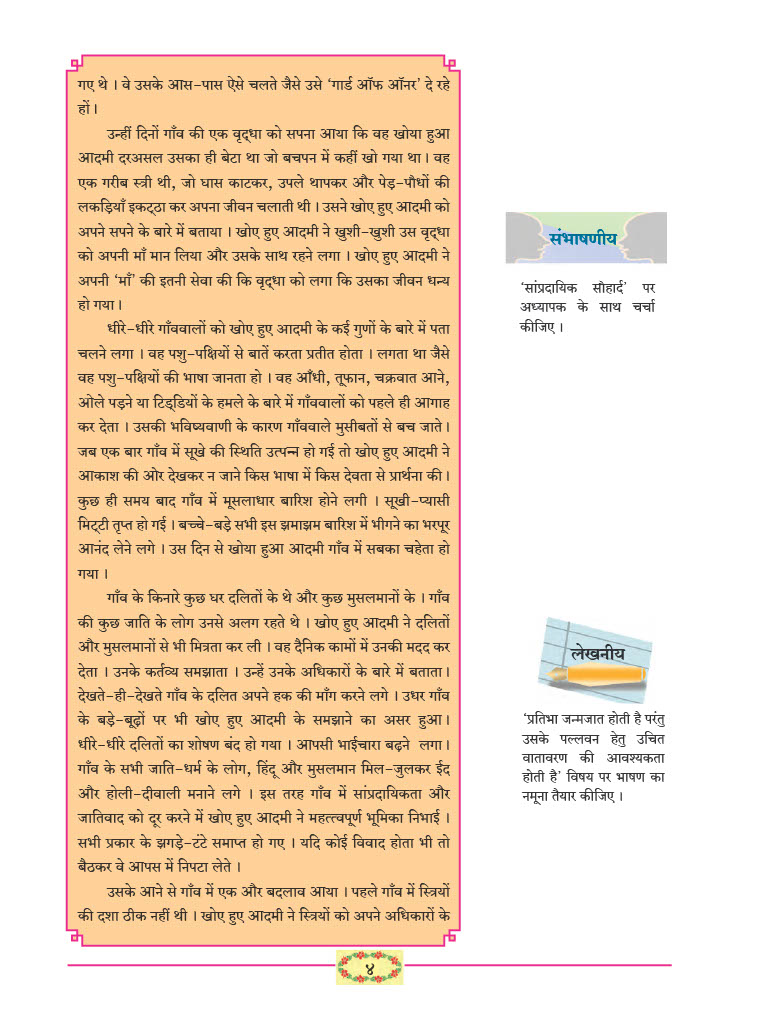 गए थे । वे उसके आस-पास ऐसे चलते जैसे उसे ‘गार्ड ऑफ ऑनर’ दे रहे
हों ।
उन्हीं दिनों गाँव की एक वृद्धा को सपना आया कि वह खोया हुआ
आदमी दरअसल उसका ही बेटा था जो बचपन में कहीं खो गया था । वह
एक गरीब स्त्री थी, जो घास काटकर, उपले थापकर और पेड़-पौधों की
लकड़ियाँ इकट्ठा कर अपना जीवन चलाती थी । उसने खोए हुए आदमी को
अपने सपने के बारे में बताया । खोए हुए आदमी ने खुशी-खुशी उस वृद्धा
को अपनी माँ मान लिया और उसके साथ रहने लगा । खोए हुए आदमी ने
अपनी ‘माँ’ की इतनी सेवा की कि वृद्धा को लगा कि उसका जीवन धन्य
हो गया ।
धीरे-धीरे गाँववालों को खोए हुए आदमी के कई गुणों के बारे में पता
चलने लगा । वह पशु-पक्षियों से बातें करता प्रतीत होता । लगता था जैसे
वह पशु-पक्षियों की भाषा जानता हो । वह आँधी, तूफान, चक्रवात आने,
ओले पड़ने या टिड्डियों के हमले के बारे में गाँववालों को पहले ही आगाह
कर देता । उसकी भविष्यवाणी के कारण गाँववाले मुसीबतों से बच जाते ।
जब एक बार गाँव में सूखे की स्थिति उत्पन्न हो गई तो खोए हुए आदमी ने
आकाश की ओर देखकर न जाने किस भाषा में किस देवता से प्रार्थना की ।
कुछ ही समय बाद गाँव में मूसलाधार बारिश होने लगी । सूखी-प्यासी
मिट्टी तृप्त हो गई । बच्चे-बड़े सभी इस झमाझम बारिश में भीगने का भरपूर
आनंद लेने लगे । उस दिन से खोया हुआ आदमी गाँव में सबका चहेता हो
गया ।
गाँव के किनारे कुछ घर दलितों के थे और कुछ मुसलमानों के । गाँव
की कुछ जाति के लोग उनसे अलग रहते थे । खोए हुए आदमी ने दलितों
और मुसलमानों से भी मित्रता कर ली । वह दैनिक कामों में उनकी मदद कर
देता । उनके कर्तव्य समझाता । उन्हें उनके अधिकारों के बारे में बताता ।
देखते-ही-देखते गाँव के दलित अपने हक की माँग करने लगे । उधर गाँव
के बड़े-बूढ़ों पर भी खोए हुए आदमी के समझाने का असर हुआ ।
धीरे-धीरे दलितों का शोषण बंद हो गया । आपसी भाईचारा बढ़ने लगा ।
गाँव के सभी जाति-धर्म के लोग, हिंदू और मुसलमान मिल-जुलकर ईद
और होली-दीवाली मनाने लगे । इस तरह गाँव में सांप्रदायिकता और
जातिवाद को दूर करने में खोए हुए आदमी ने महत्त्वपूर्ण भूमिका निभाई ।
सभी प्रकार के झगड़े-टंटे समाप्त हो गए । यदि कोई विवाद होता भी तो
बैठकर वे आपस में निपटा लेते ।
उसके आने से गाँव में एक और बदलाव आया । पहले गाँव में स्त्रियों
की दशा ठीक नहीं थी । खोए हुए आदमी ने स्त्रियों को अपने अधिकारों के
संभाषणीय
‘सांप्रदायिक सौहार्द’ पर
अध्यापक के साथ चर्चा
कीजिए ।
लेखनीय
‘प्रतिभा जन्मजात होती है परंतु
उसके पल्लवन हेतु उचित
वातावरण की आवश्यकता
होती है’ विषय पर भाषण का
नमूना तैयार कीजिए ।
४